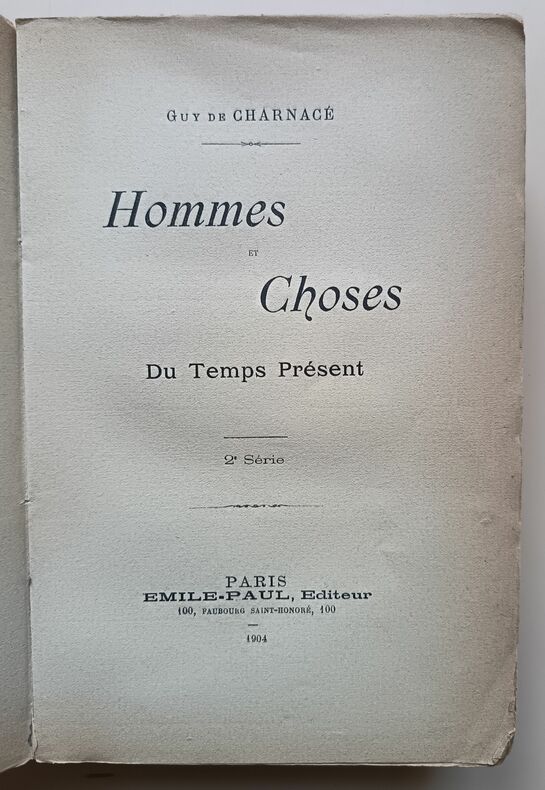 Guy de CHARNACÉ
Hommes
ET
Choses
Du Temps Présent
2e Série
PARIS
EMILE-PAUL, Editeur
100, FAUBOURG SAINT-HONORÉ, 100
1904